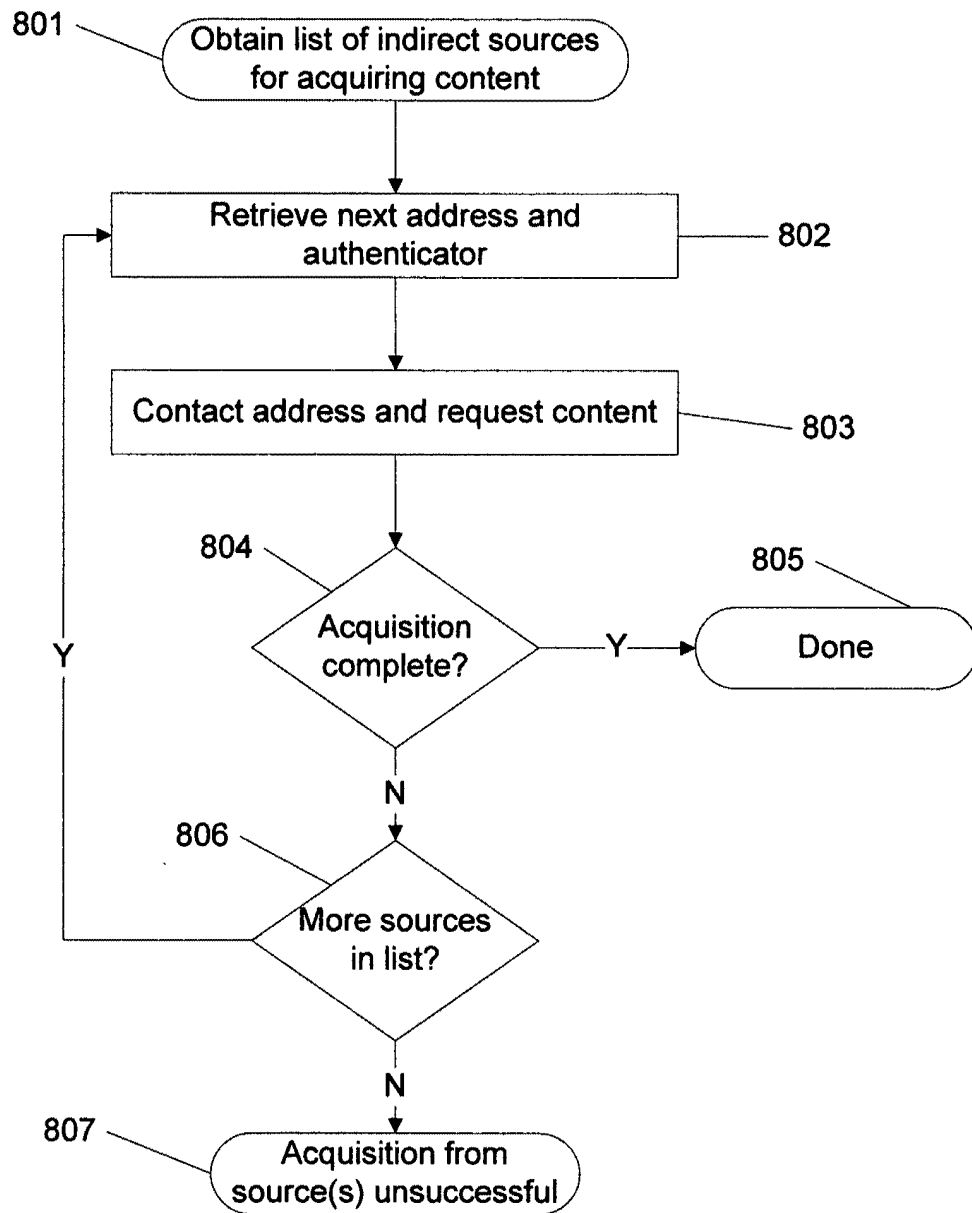 801
Obtain list of indirect sources
for acquiring content
Retrieve next address and
authenticator
802
Contact address and request content
803
804
805
Acquisition
complete?
Y
Done
Y
N
806
More sources
in list?
N
807
Acquisition from
source(s) unsuccessful